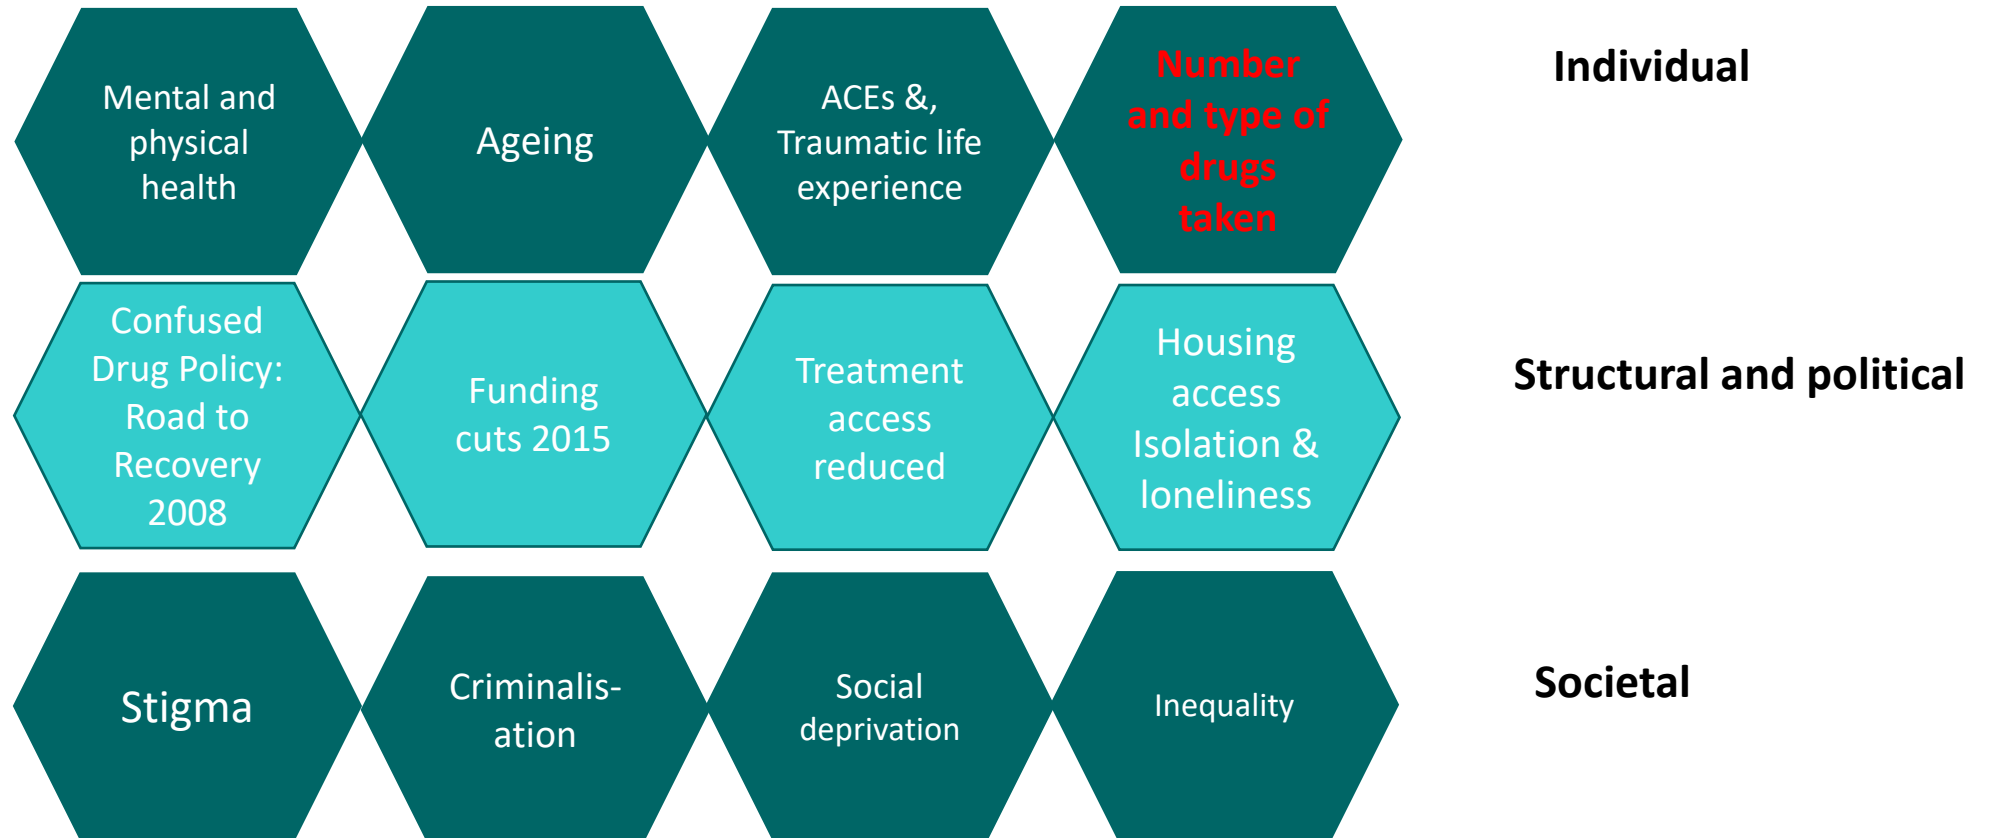 Mental and
physical
health
Ageing
ACEs &,
Traumatic life
experience
Number
and type of
drugs
taken
Individual
Confused
Drug Policy:
Road to
Recovery
2008
Funding
cuts 2015
Treatment
access
reduced
Housing
access
Isolation &
loneliness
Structural and political
Stigma
Criminalis-
ation
Social
deprivation
Inequality
Societal